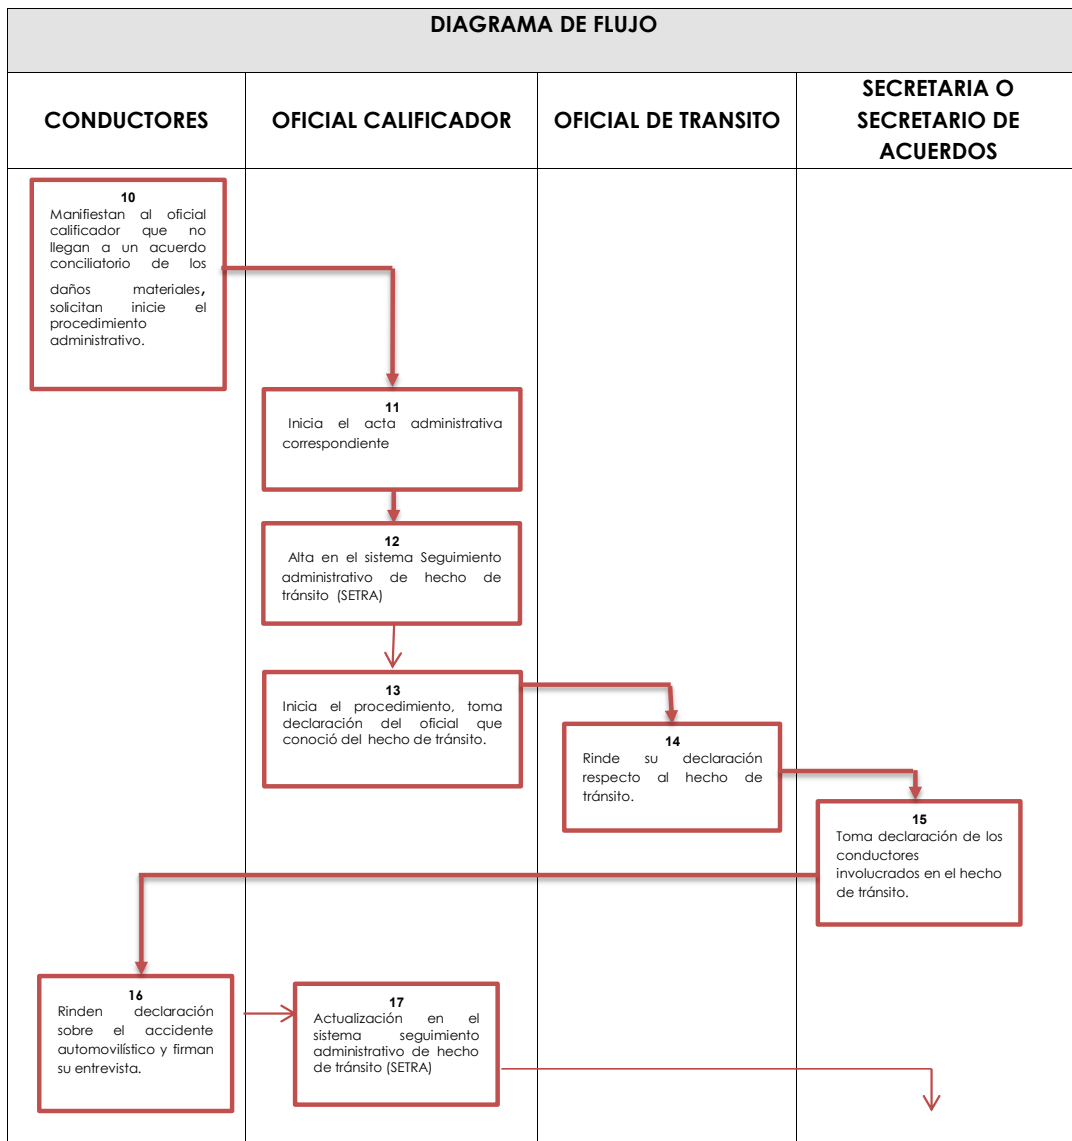 DIAGRAMA DE FLUJO
CONDUCTORES
OFICIAL CALIFICADOR
OFICIAL DE TRANSITO
SECRETARIA O
SECRETARIO DE
ACUERDOS
10
Manifiestan al oficial
calificador que no
llegan a un acuerdo
conciliatorio de los
daños materiales,
solicitan inicie el
procedimiento
administrativo.
11
Inicia el acta administrativa
correspondiente
12
Alta en el sistema Seguimiento
administrativo de hecho de
tránsito (SETRA)
13
Inicia el procedimiento, toma
declaración del oficial que
conoció del hecho de tránsito.
14
Rinde su declaración
respecto al hecho de
tránsito.
15
Toma declaración de los
conductores
involucrados en el hecho
de tránsito.
16
Rinden declaración
sobre el accidente
automovilístico y firman
su entrevista.
17
Actualización en el
sistema seguimiento
administrativo de hecho
de tránsito (SETRA)